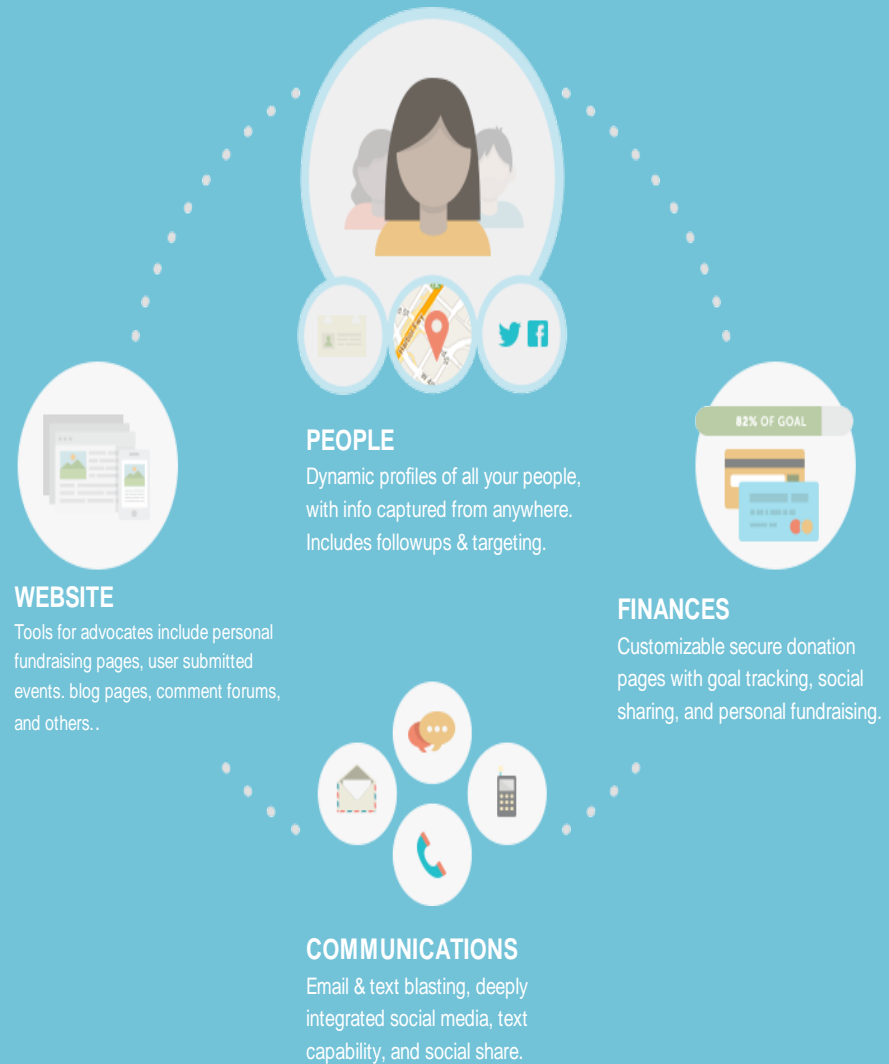 PEOPLE
Dynamic profiles of all your people,
with info captured from anywhere.
Includes followups & targeting.
82% OF GOAL
WEBSITE
Tools for advocates include personal
fundraising pages, user submitted
events. blog pages, comment forums,
and others..
FINANCES
Customizable secure donation
pages with goal tracking, social
sharing, and personal fundraising.
COMMUNICATIONS
Email & text blasting, deeply
integrated social media, text
capability, and social share.